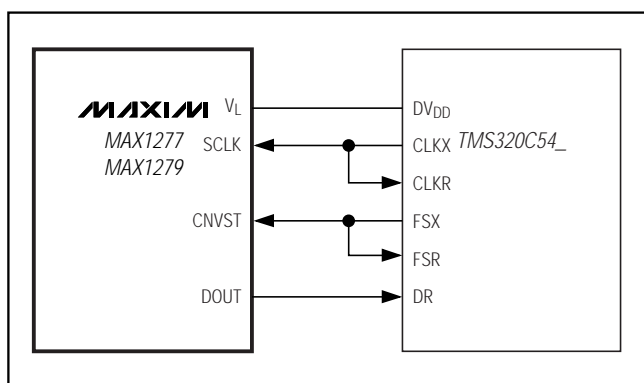 MAXIM
MAX1277
MAX1279
VL
SCLK
CNVST
DOUT
DVDD
CLKX
TMS320C54_
CLKR
FSX
FSR
DR